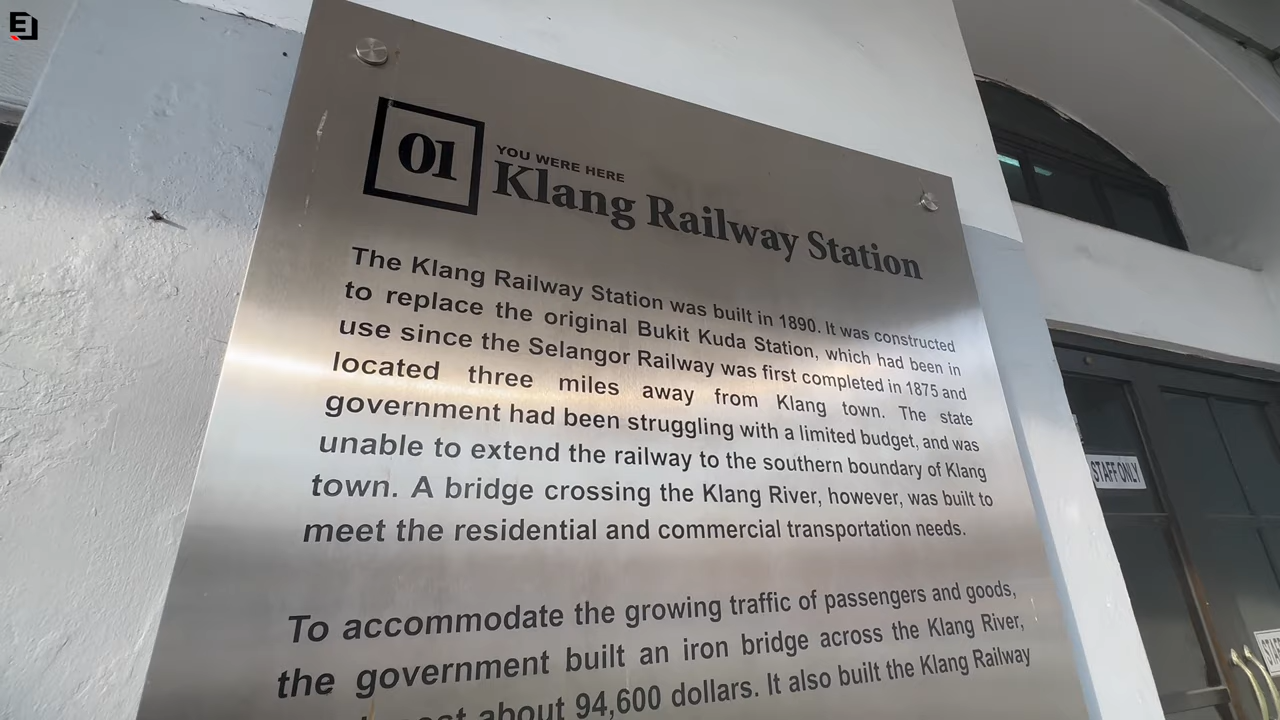 01
YOU WERE HERE
Klang Railway Station
The Klang Railway Station was built in 1890. It was constructed
to replace the original Bukit Kuda Station, which had been in
use since the Selangor Railway was first completed in 1875 and
located three miles away from Klang town. The state
government had been struggling with a limited budget, and was
unable to extend the railway to the southern boundary of Klang
town. A bridge crossing the Klang River, however, was built to
meet the residential and commercial transportation needs.
To accommodate the growing traffic of passengers and goods,
the government built an iron bridge across the Klang River,
about 94,600 dollars. It also built the Klang Railway
STAFF ONLY